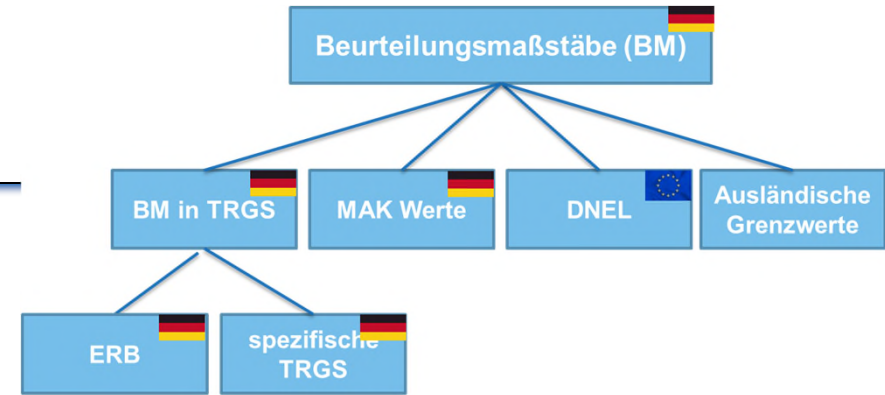 Beurteilungsmaßstäbe (BM)
BM in TRGS
MAK Werte
DNEL
Ausländische
Grenzwerte
ERB
spezifische
TRGS